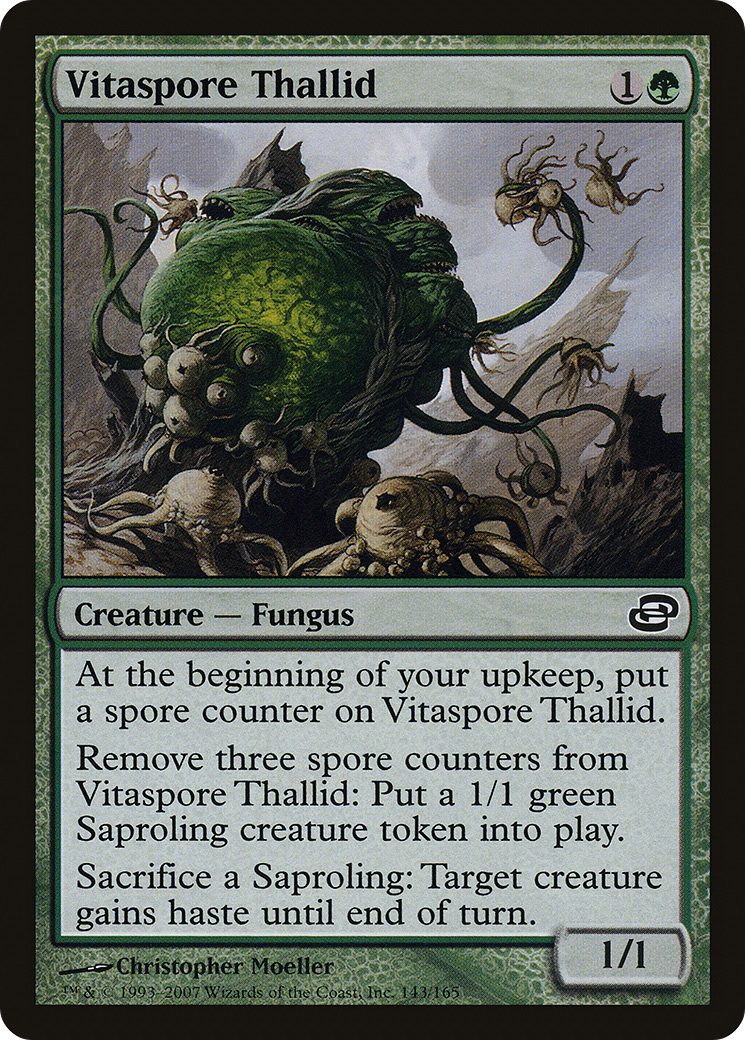 Vitaspore Thallid 1
Creature — Fungus
At the beginning of your upkeep, put
a spore counter on Vitaspore Thallid.
Remove three spore counters from
Vitaspore Thallid: Put a 1/1 green
Saproling creature token into play.
Sacrifice a Saproling: Target creature
gains haste until end of turn.
1/1
Christopher Moeller
™ & © 1993–2007 Wizards of the Coast, Inc. 143/165